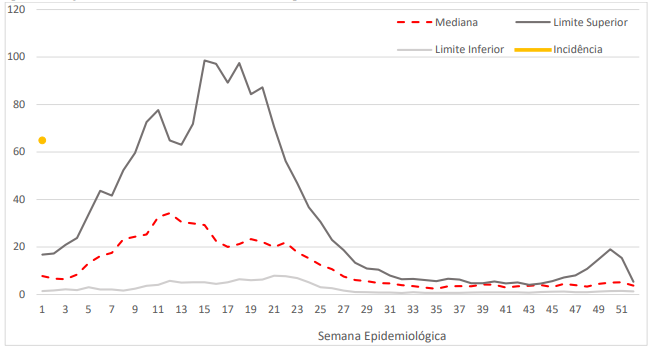 120
100
80
60
40
20
0
Mediana
Limite Superior
Limite Inferior
Incidência
1 3 5 7 9 11 13 15 17 19 21 23 25 27 29 31 33 35 37 39 41 43 45 47 49 51
Semana Epidemiológica